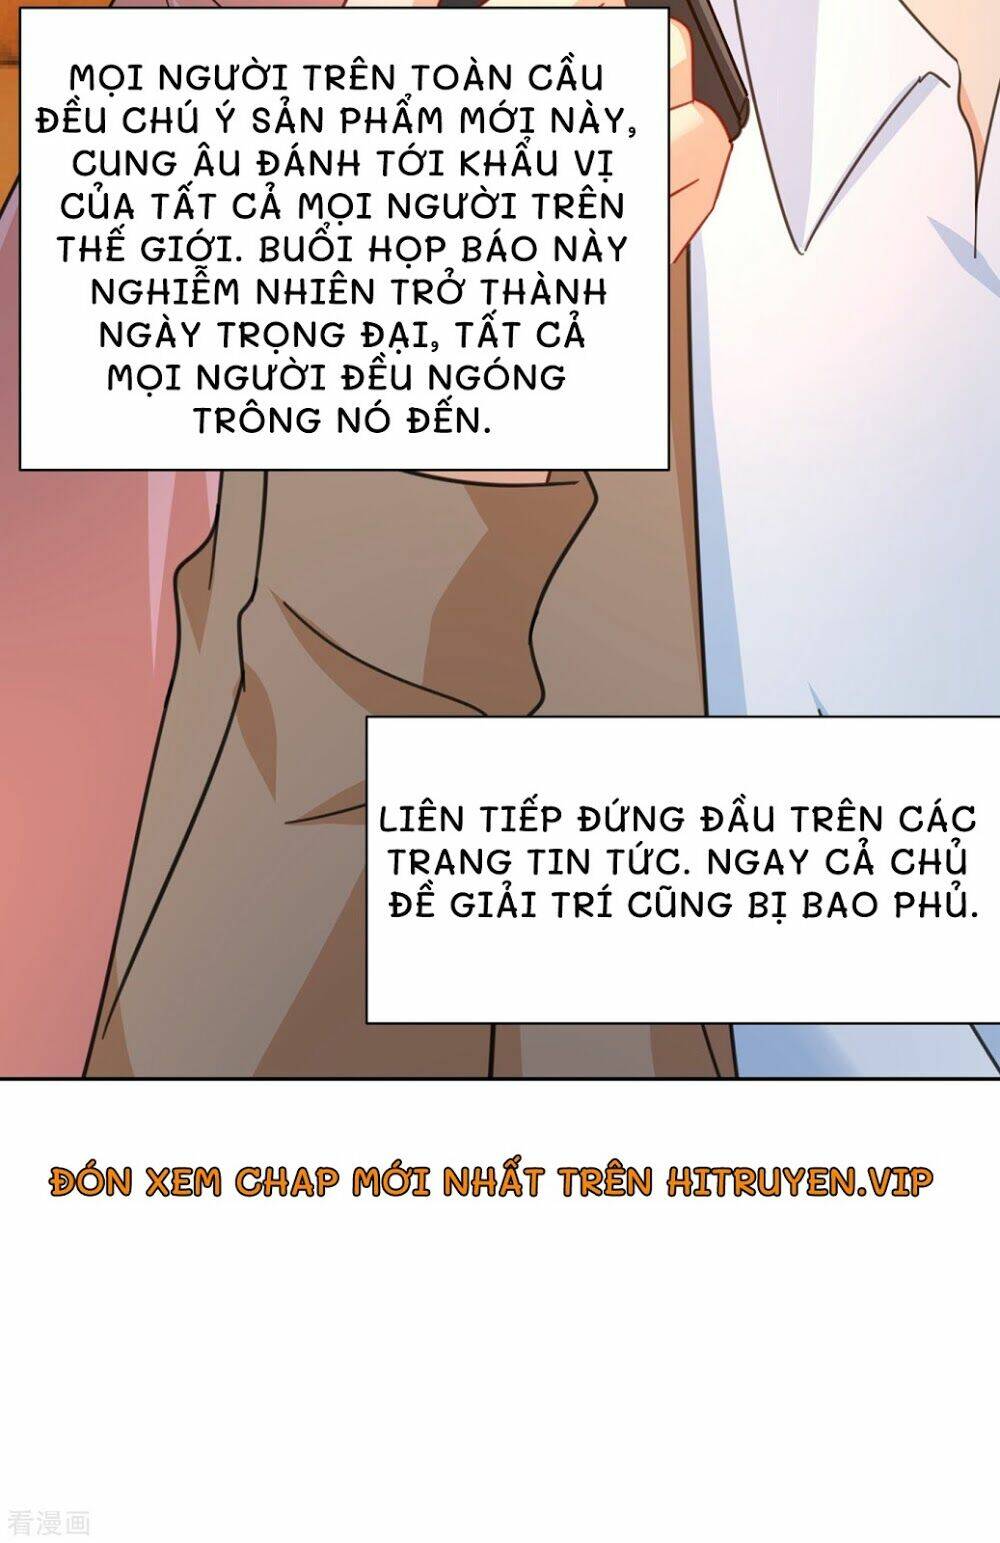 MỌI NGƯỜI TRÊN TOÀN CẦU
ĐỀU CHÚ Ý SẢN PHẨM MỚI NÀY,
CUNG ÂU ĐÁNH TỚI KHẨU VỊ
CỦA TẤT CẢ MỌI NGƯỜI TRÊN
THẾ GIỚI. BUỔI HỌP BÁO NÀY
NGHIỄM NHIÊN TRỞ THÀNH
NGÀY TRỌNG ĐẠI, TẤT CẢ
MỌI NGƯỜI ĐỀU NGÓNG
TRÔNG NÓ ĐẾN.
LIÊN TIẾP ĐỨNG ĐẦU TRÊN CÁC
TRANG TIN TỨC. NGAY CẢ CHỦ
ĐỀ GIẢI TRÍ CŨNG BỊ BAO PHỦ.
ĐÓN XEM CHAP MỚI NHẤT TRÊN HITRUYEN.VIP
看漫画